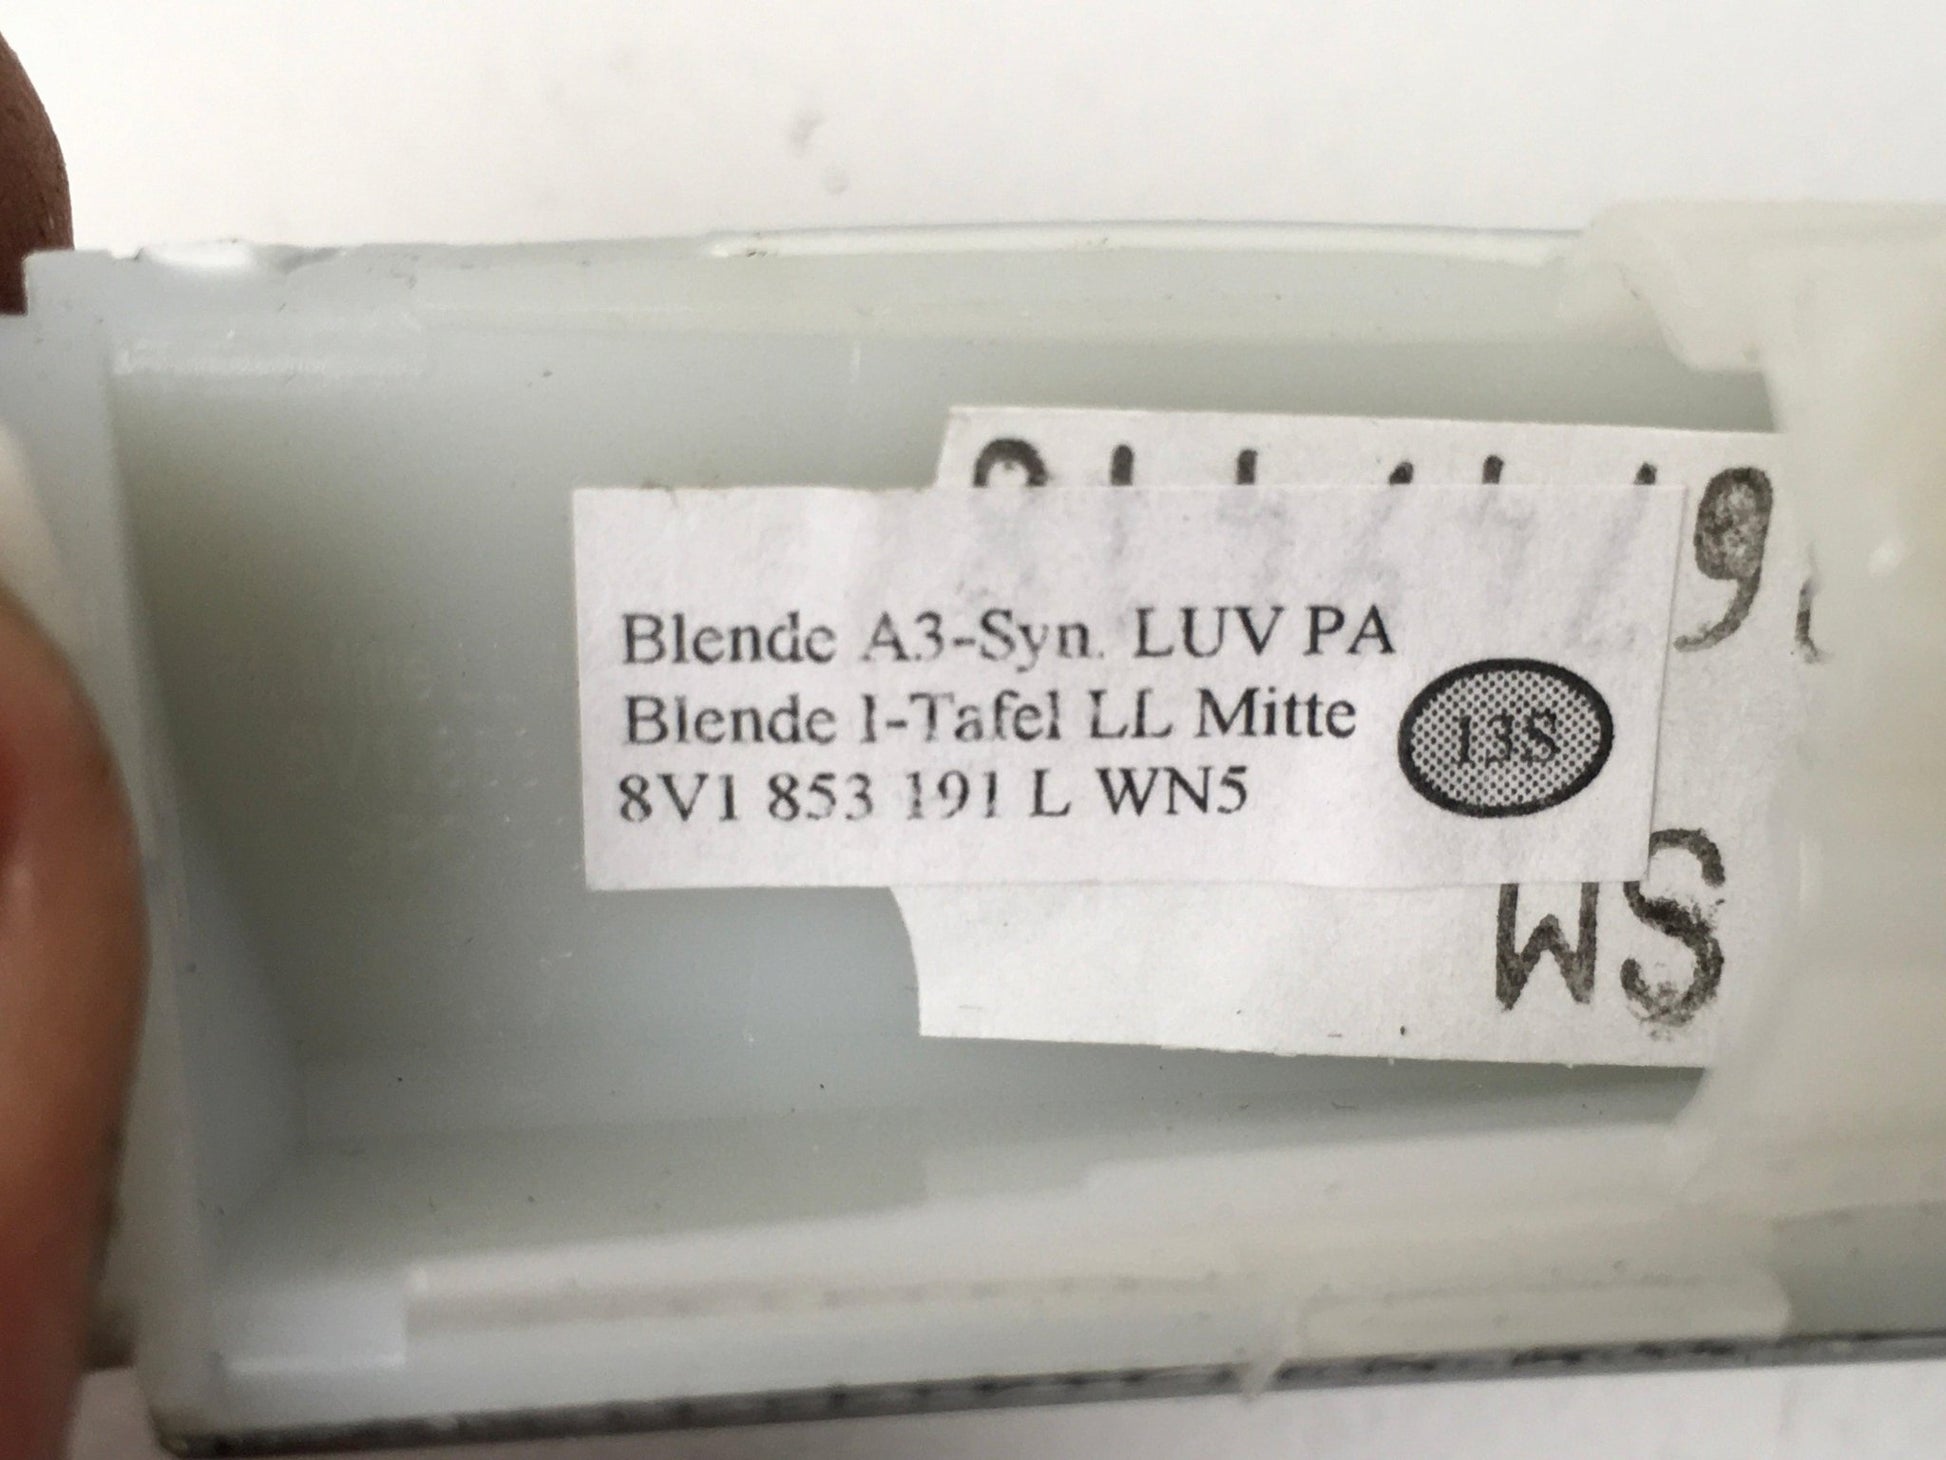 Blende A3-Syn. LUV PA
Blende I-Tafel LL Mitte
8V1 853 191 L WN5
13S
WS